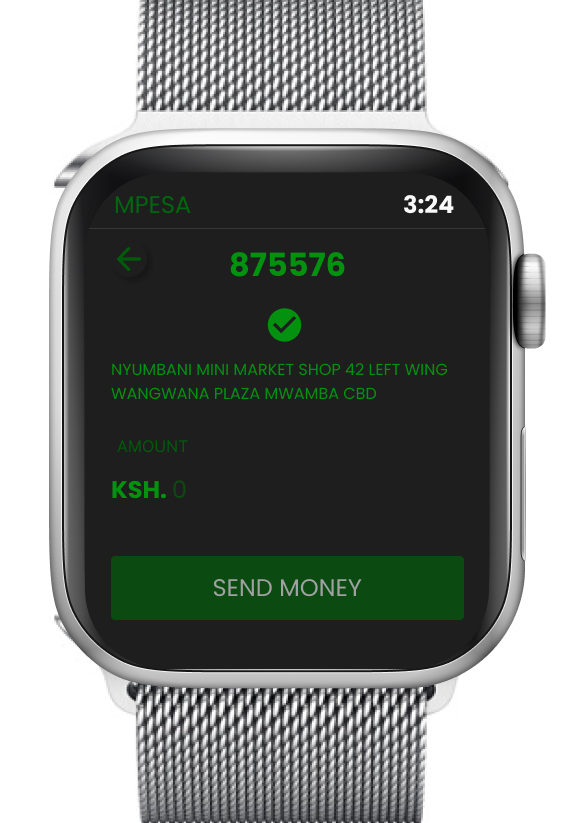 MPESA 3:24
875576
NYUMBANI MINI MARKET SHOP 42 LEFT WING
WANGWANA PLAZA MWAMBA CBD
AMOUNT
KSH. 0
SEND MONEY